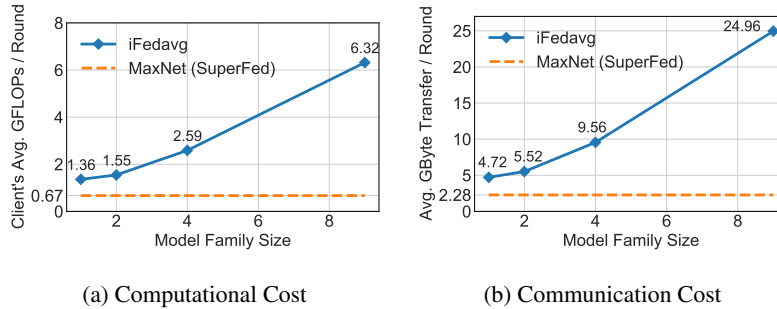 Client's Avg. GFLOPs / Round
8
6
4
2
0.67
0
iFedavg
MaxNet (SuperFed)
1.36
1.55
2.59
6.32
2
4
6
8
Model Family Size
(a) Computational Cost
Avg. GByte Transfer / Round
25
20
15
10
5
2.28
0
iFedavg
MaxNet (SuperFed)
4.72
5.52
9.56
24.96
2
4
6
8
Model Family Size
(b) Communication Cost